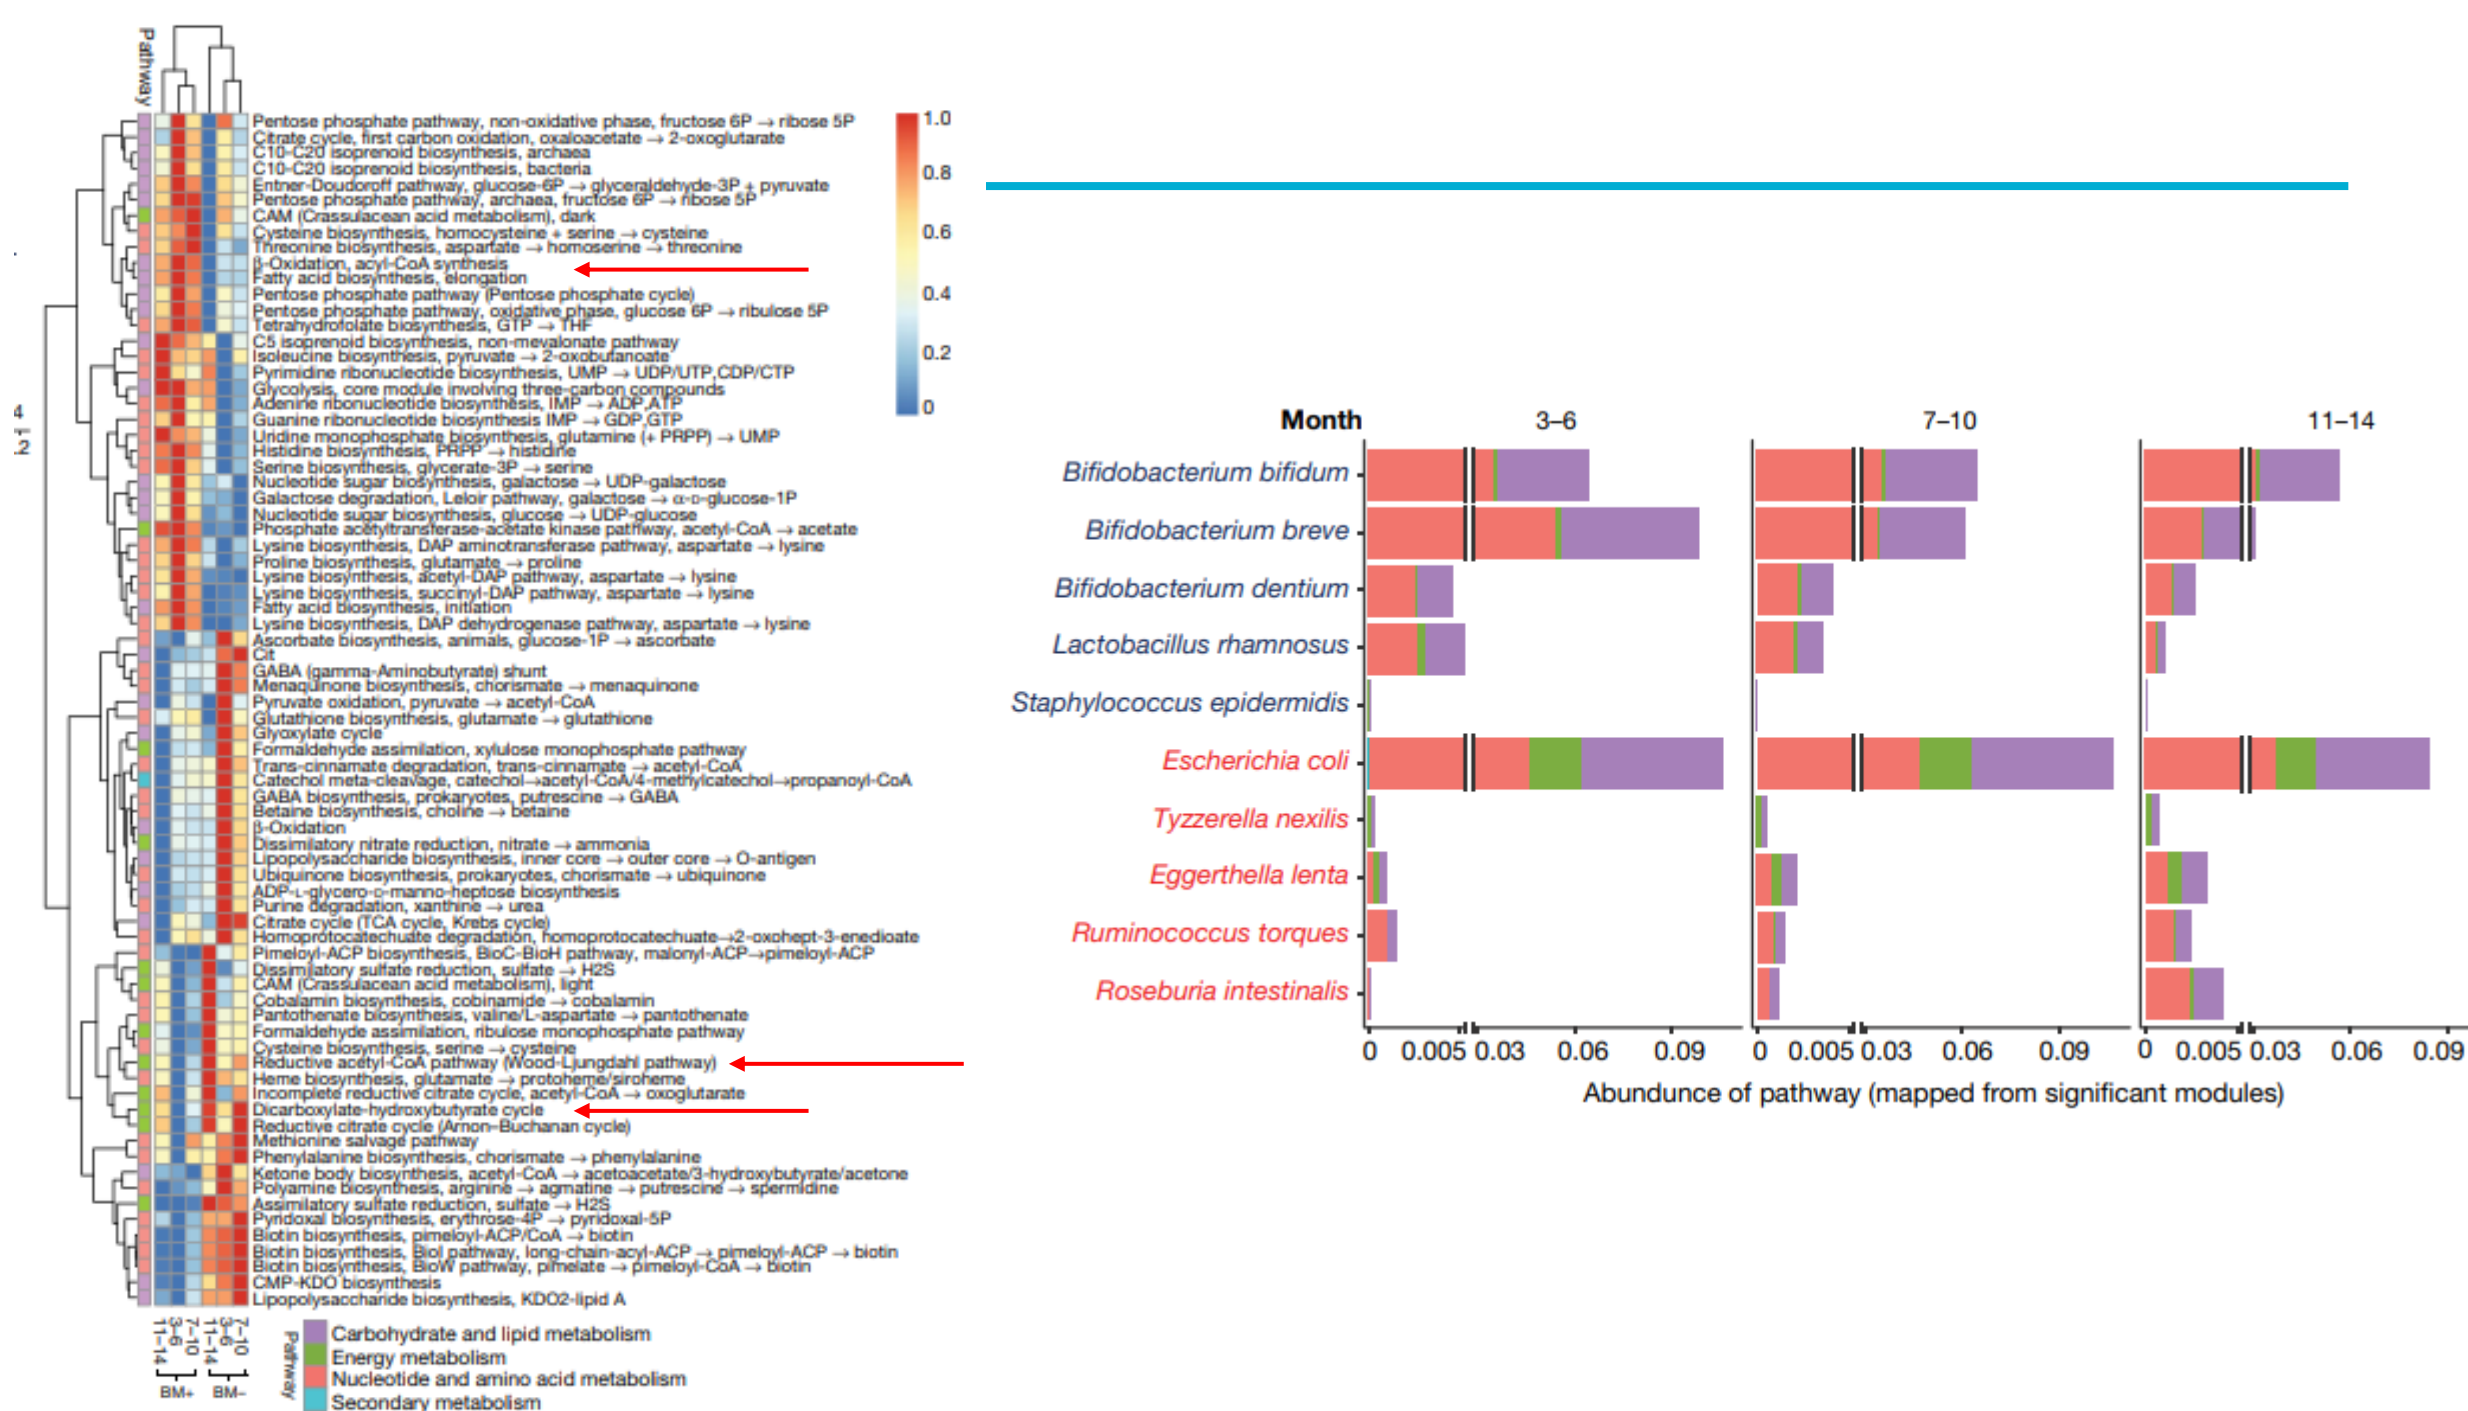 Pathway
Pentose phosphate pathway, non-oxidative phase, fructose 6P → ribose 5P
Citrate cycle, first carbon oxidation, oxaloacetate → 2-oxoglutarate
C10-C20 isoprenoid biosynthesis, archaea
C10-C20 isoprenoid biosynthesis, bacteria
Entner-Doudoroff pathway, glucose-6P → glyceraldehyde-3P + pyruvate
Pentose phosphate pathway, archaea, fructose 6P → ribose 5P
CAM (Crassulacean acid metabolism), dark
Cysteine biosynthesis, homocysteine + serine → cysteine
Threonine biosynthesis, aspartate → homoserine → threonine
β-Oxidation, acyl-CoA synthesis
Fatty acid biosynthesis, elongation
Pentose phosphate pathway (Pentose phosphate cycle)
Pentose phosphate pathway, oxidative phase, glucose 6P → ribulose 5P
Tetrahydrofolate biosynthesis, GTP → THF
C5 isoprenoid biosynthesis, non-mevalonate pathway
Isoleucine biosynthesis, pyruvate → 2-oxobutanoate
Pyrimidine ribonucleotide biosynthesis, UMP → UDP/UTP,CDP/CTP
Glycolysis, core module involving three-carbon compounds
Adenine ribonucleotide biosynthesis, IMP → ADP,ATP
Guanine ribonucleotide biosynthesis IMP → GDP,GTP
Uridine monophosphate biosynthesis, glutamine (+ PRPP) → UMP
Histidine biosynthesis, PRPP → histidine
Serine biosynthesis, glycerate-3P → serine
Nucleotide sugar biosynthesis, galactose → UDP-galactose
Galactose degradation, Leloir pathway, galactose → α-D-glucose-1P
Nucleotide sugar biosynthesis, glucose → UDP-glucose
Phosphate acetyltransferase-acetate kinase pathway, acetyl-CoA → acetate
Lysine biosynthesis, DAP aminotransferase pathway, aspartate → lysine
Proline biosynthesis, glutamate → proline
Lysine biosynthesis, acetyl-DAP pathway, aspartate → lysine
Lysine biosynthesis, succinyl-DAP pathway, aspartate → lysine
Fatty acid biosynthesis, initiation
Lysine biosynthesis, DAP dehydrogenase pathway, aspartate → lysine
Ascorbate biosynthesis, animals, glucose-1P → ascorbate
Cit
GABA (gamma-Aminobutyrate) shunt
Menaquinone biosynthesis, chorismate → menaquinone
Pyruvate oxidation, pyruvate → acetyl-CoA
Glutathione biosynthesis, glutamate → glutathione
Glyoxylate cycle
Formaldehyde assimilation, xylulose monophosphate pathway
Trans-cinnamate degradation, trans-cinnamate → acetyl-CoA
Catechol meta-cleavage, catechol→acetyl-CoA/4-methylcatechol→propanoyl-CoA
GABA biosynthesis, prokaryotes, putrescine → GABA
Betaine biosynthesis, choline → betaine
β-Oxidation
Dissimilatory nitrate reduction, nitrate → ammonia
Lipopolysaccharide biosynthesis, inner core → outer core → O-antigen
Ubiquinone biosynthesis, prokaryotes, chorismate → ubiquinone
ADP-L-glycero-D-manno-heptose biosynthesis
Purine degradation, xanthine → urea
Citrate cycle (TCA cycle, Krebs cycle)
Homoprotocatechuate degradation, homoprotocatechuate→2-oxohept-3-enedioate
Pimeloyl-ACP biosynthesis, BioC-BioH pathway, malonyl-ACP→pimeloyl-ACP
Dissimilatory sulfate reduction, sulfate → H2S
CAM (Crassulacean acid metabolism), light
Cobalamin biosynthesis, cobinamide → cobalamin
Pantothenate biosynthesis, valine/L-aspartate → pantothenate
Formaldehyde assimilation, ribulose monophosphate pathway
Cysteine biosynthesis, serine → cysteine
Reductive acetyl-CoA pathway (Wood-Ljungdahl pathway)
Heme biosynthesis, glutamate → protoheme/siroheme
Incomplete reductive citrate cycle, acetyl-CoA → oxoglutarate
Dicarboxylate-hydroxybutyrate cycle
Reductive citrate cycle (Arnon–Buchanan cycle)
Methionine salvage pathway
Phenylalanine biosynthesis, chorismate → phenylalanine
Ketone body biosynthesis, acetyl-CoA → acetoacetate/3-hydroxybutyrate/acetone
Polyamine biosynthesis, arginine → agmatine → putrescine → spermidine
Assimilatory sulfate reduction, sulfate → H2S
Pyridoxal biosynthesis, erythrose-4P → pyridoxal-5P
Biotin biosynthesis, pimeloyl-ACP/CoA → biotin
Biotin biosynthesis, BioI pathway, long-chain-acyl-ACP → pimeloyl-ACP → biotin
Biotin biosynthesis, BioW pathway, pimelate → pimeloyl-CoA → biotin
CMP-KDO biosynthesis
Lipopolysaccharide biosynthesis, KDO2-lipid A
11–14
3–6
7–10
11–14
3–6
7–10
BM+
BM–
Pathway
Carbohydrate and lipid metabolism
Energy metabolism
Nucleotide and amino acid metabolism
Secondary metabolism
1.0
0.8
0.6
0.4
0.2
0
Month
3–6
7–10
11–14
Bifidobacterium bifidum
Bifidobacterium breve
Bifidobacterium dentium
Lactobacillus rhamnosus
Staphylococcus epidermidis
Escherichia coli
Tyzzerella nexilis
Eggerthella lenta
Ruminococcus torques
Roseburia intestinalis
0 0.005 0.03 0.06 0.09
0 0.005 0.03 0.06 0.09
0 0.005 0.03 0.06 0.09
Abundunce of pathway (mapped from significant modules)